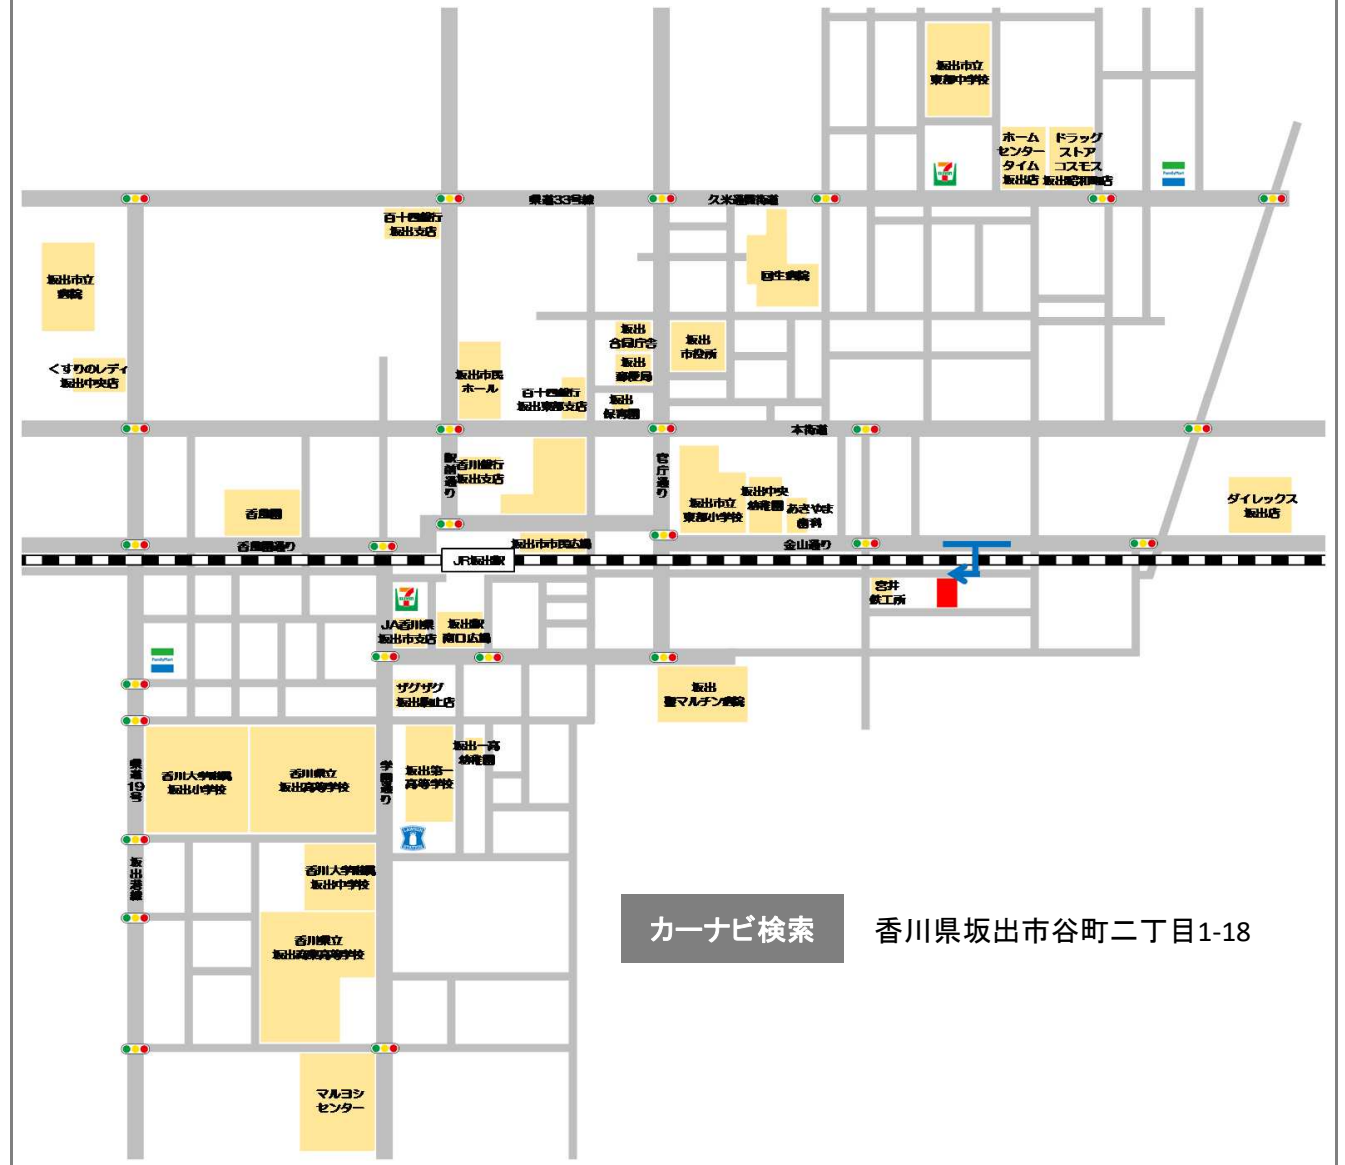 坂出市立
東部中学校
ホーム
センター
タイム
坂出店
ドラッグ
ストア
コスモス
坂出昭和町店
FamilyMart
県道33号線
久米通賀街道
百十四銀行
坂出支店
坂出市立
病院
回生病院
坂出
合同庁舎
坂出
市役所
坂出
郵便局
くすりのレディ
坂出中央店
坂出市民
ホール
百十四銀行
坂出東部支店
坂出
保育園
本街道
駅前通り
香川銀行
坂出支店
官庁通り
坂出市立
東部小学校
坂出中央
幼稚園
あさやま
歯科
ダイレックス
坂出店
香風園
香風園通り
坂出市市民広場
金山通り
JR坂出駅
宮井
鉄工所
JA香川県
坂出市支店
坂出駅
南口広場
FamilyMart
ザグザグ
坂出駒止店
坂出
聖マルチン病院
県道19号
香川大学附属
坂出小学校
香川県立
坂出高等学校
学園通り
坂出第一
高等学校
坂出一高
幼稚園
坂出港線
香川大学附属
坂出中学校
香川県立
坂出商業高等学校
カーナビ検索
香川県坂出市谷町二丁目1-18
マルヨシ
センター